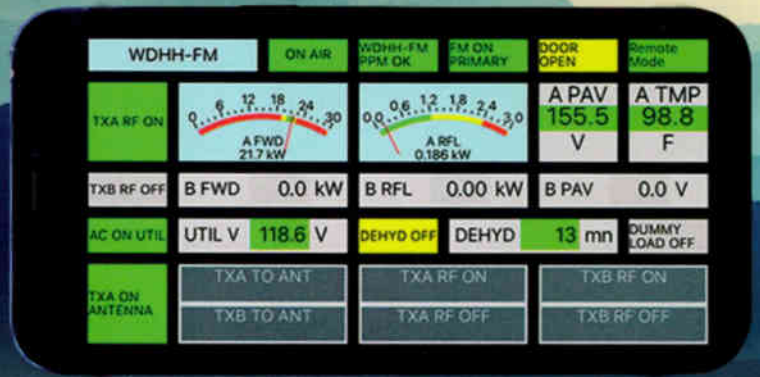 WDHH-FM
ON AIR
WDHH-FM
PPM OK
FM ON
PRIMARY
DOOR
OPEN
Remote
Mode
TXA RF ON
0 6 12 18 24 30
A FWD
21.7 kW
0.0 0.6 1.2 1.8 2.4 3.0
A RFL
0.186 kW
A PAV
155.5
V
A TMP
98.8
F
TXB RF OFF
B FWD 0.0 kW
B RFL 0.00 kW
B PAV 0.0 V
AC ON UTIL
UTIL V 118.6 V
DEHYD OFF
DEHYD 13 mn
DUMMY
LOAD OFF
TXA ON
ANTENNA
TXA TO ANT
TXA RF ON
TXB RF ON
TXB TO ANT
TXA RF OFF
TXB RF OFF